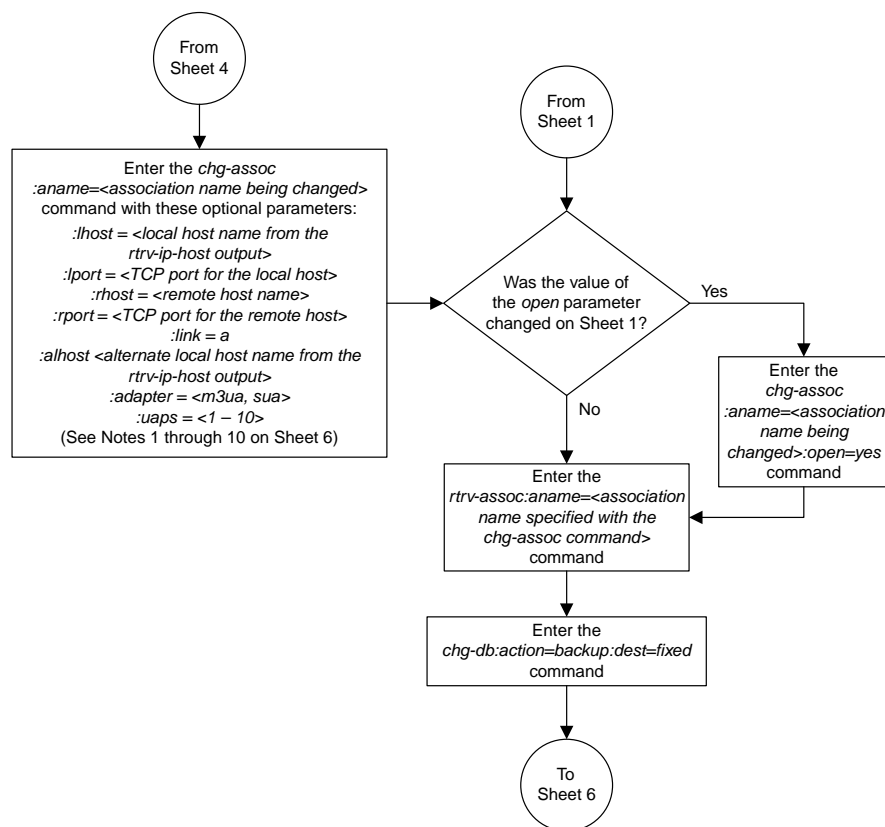 From
Sheet 4
Enter the chg-assoc
:aname=<association name being changed>
command with these optional parameters:
:lhost = <local host name from the
rtrv-ip-host output>
:lport = <TCP port for the local host>
:rhost = <remote host name>
:rport = <TCP port for the remote host>
:link = a
:alhost <alternate local host name from the
rtrv-ip-host output>
:adapter = <m3ua, sua>
:uaps = <1 – 10>
(See Notes 1 through 10 on Sheet 6)
From
Sheet 1
Was the value of
the open parameter
changed on Sheet 1?
Yes
No
Enter the
chg-assoc
:aname=<association
name being
changed>:open=yes
command
Enter the
rtrv-assoc:aname=<association
name specified with the
chg-assoc command>
command
Enter the
chg-db:action=backup:dest=fixed
command
To
Sheet 6